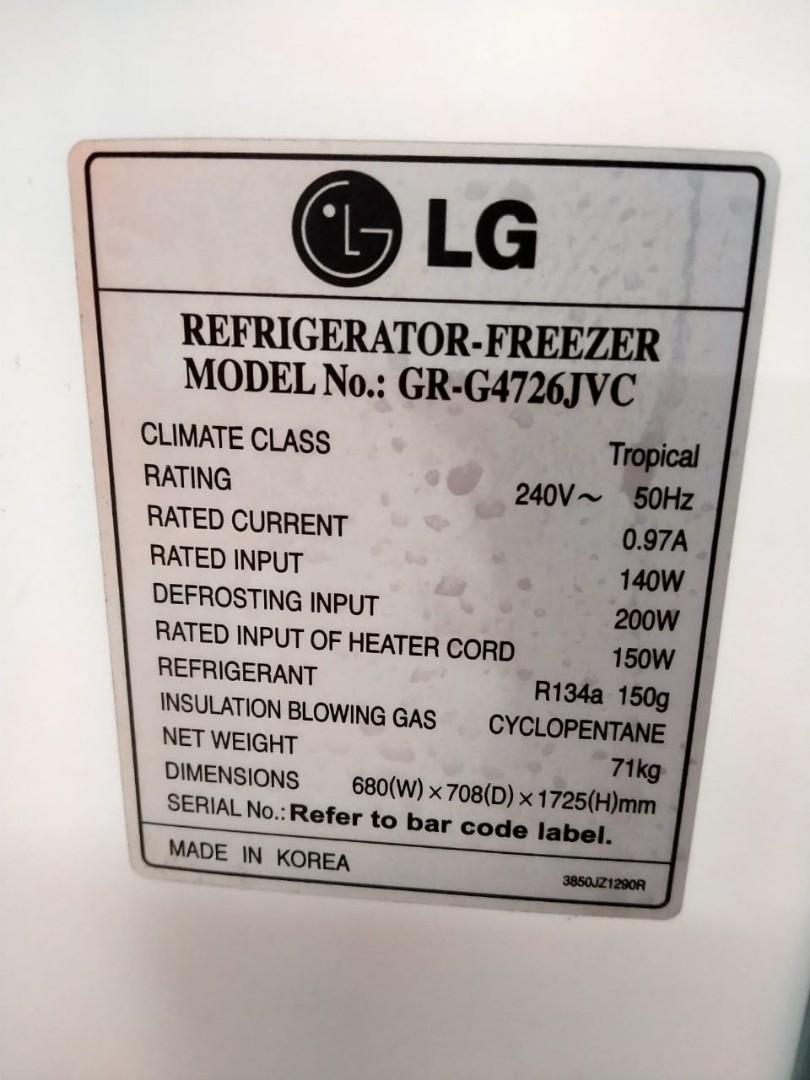 LG LG
REFRIGERATOR-FREEZER
MODEL No.: GR-G4726JVC
CLIMATE CLASS Tropical
RATING 240V~ 50Hz
RATED CURRENT 0.97A
RATED INPUT 140W
DEFROSTING INPUT 200W
RATED INPUT OF HEATER CORD 150W
REFRIGERANT R134a 150g
INSULATION BLOWING GAS CYCLOPENTANE
NET WEIGHT 71kg
DIMENSIONS 680(W)×708(D)×1725(H)mm
SERIAL No.: Refer to bar code label.
MADE IN KOREA 3850JZ1290R